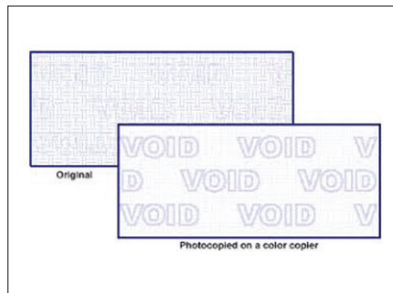 Original
VOID VOID V
D VOID VOID
VOID VOID V
Photocopied on a color copier